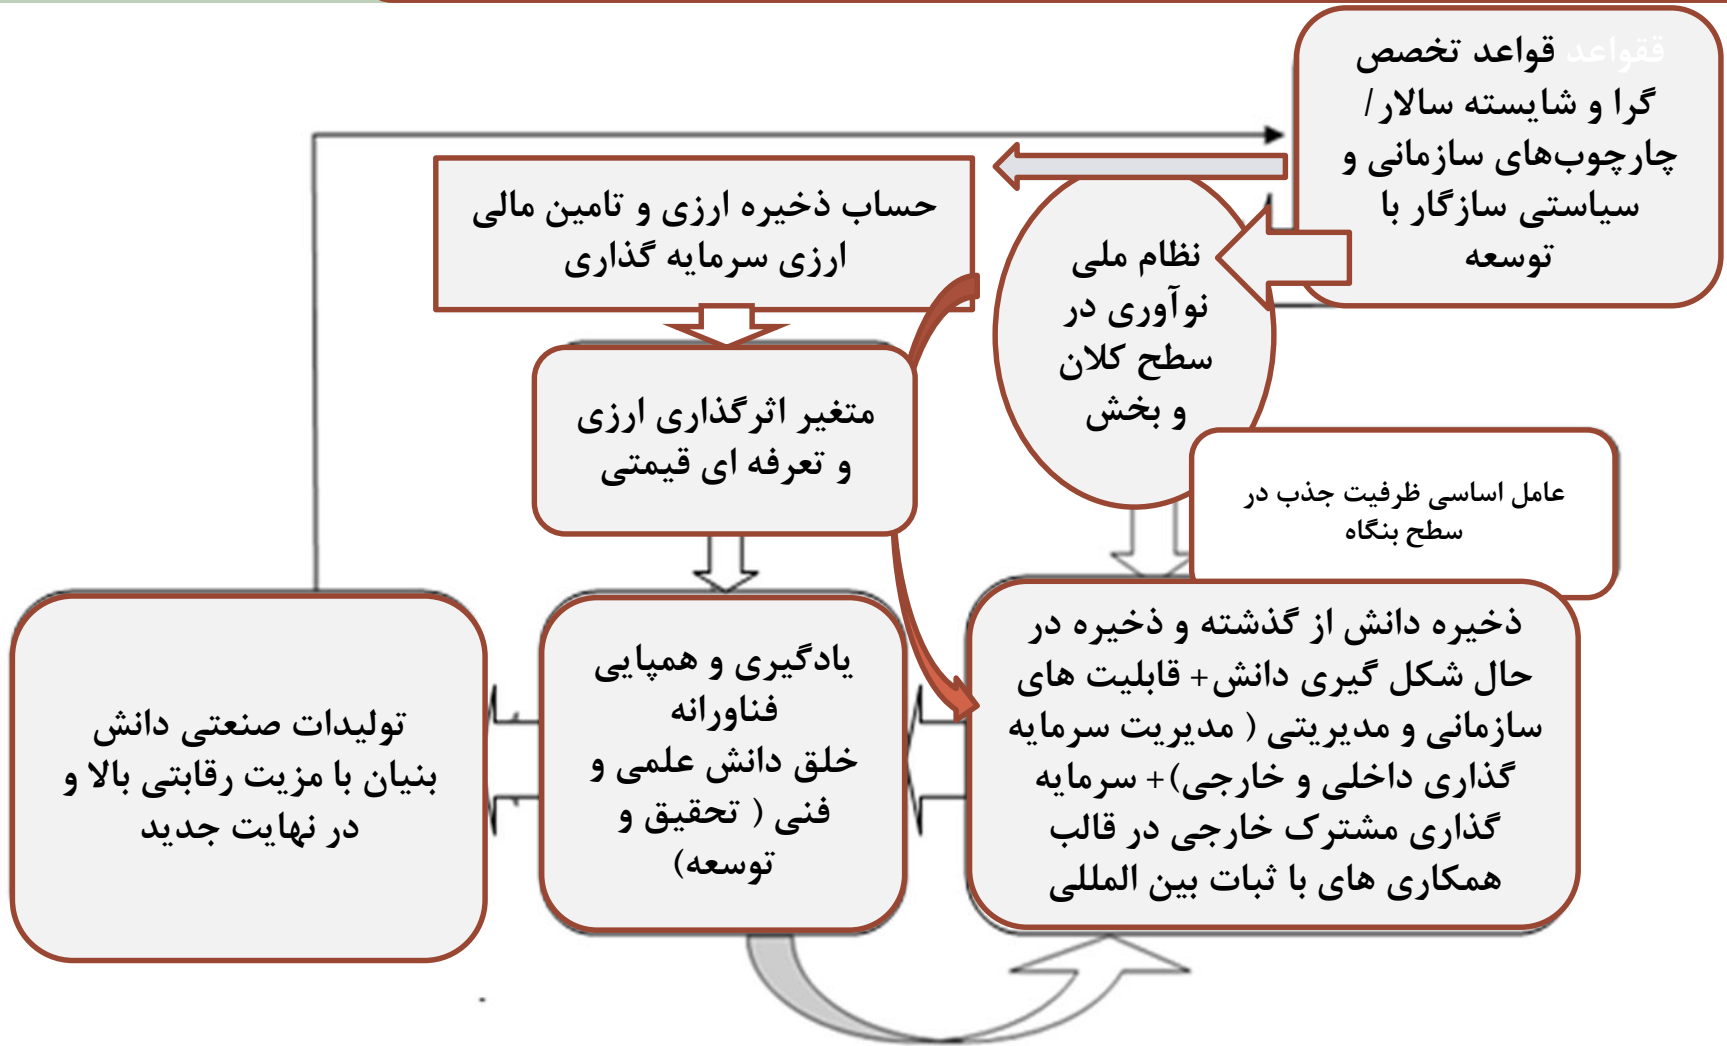 ققواعد قواعد تخصص
گرا و شایسته سالار/
چارچوب‌های سازمانی و
سیاستی سازگار با
توسعه
حساب ذخیره ارزی و تامین مالی
ارزی سرمایه گذاری
نظام ملی
نوآوری در
سطح کلان
و بخش
متغیر اثرگذاری ارزی
و تعرفه ای قیمتی
عامل اساسی ظرفیت جذب در
سطح بنگاه
ذخیره دانش از گذشته و ذخیره در
حال شکل گیری دانش+ قابلیت های
سازمانی و مدیریتی ( مدیریت سرمایه
گذاری داخلی و خارجی)+ سرمایه
گذاری مشترک خارجی در قالب
همکاری های با ثبات بین المللی
یادگیری و همپایی
فناورانه
خلق دانش علمی و
فنی ( تحقیق و
توسعه)
تولیدات صنعتی دانش
بنیان با مزیت رقابتی بالا و
در نهایت جدید